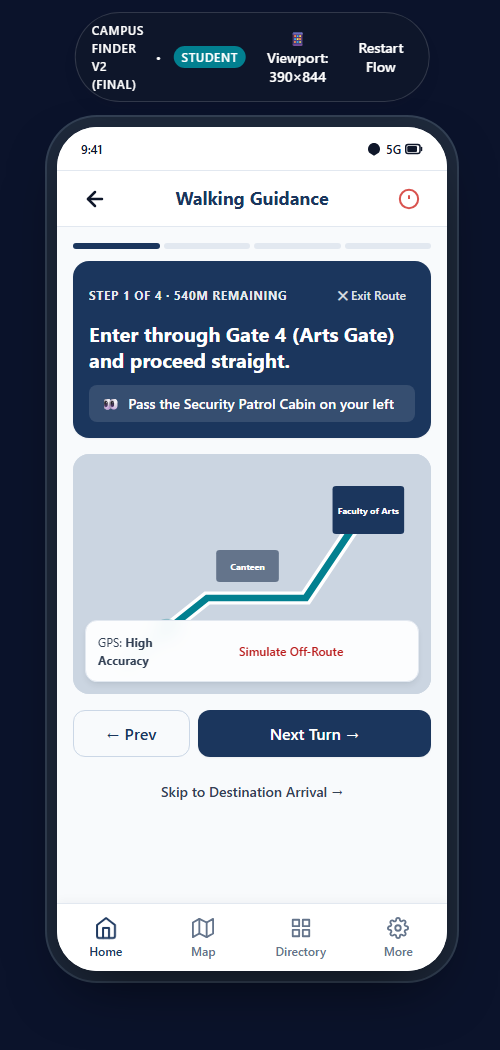 CAMPUS
FINDER
V2
(FINAL)
•
STUDENT
Viewport:
390×844
Restart
Flow
9:41
5G
Walking Guidance
STEP 1 OF 4 · 540M REMAINING
✕ Exit Route
Enter through Gate 4 (Arts Gate)
and proceed straight.
👀 Pass the Security Patrol Cabin on your left
Faculty of Arts
Canteen
GPS: High
Accuracy
Simulate Off-Route
← Prev
Next Turn →
Skip to Destination Arrival →
Home
Map
Directory
More